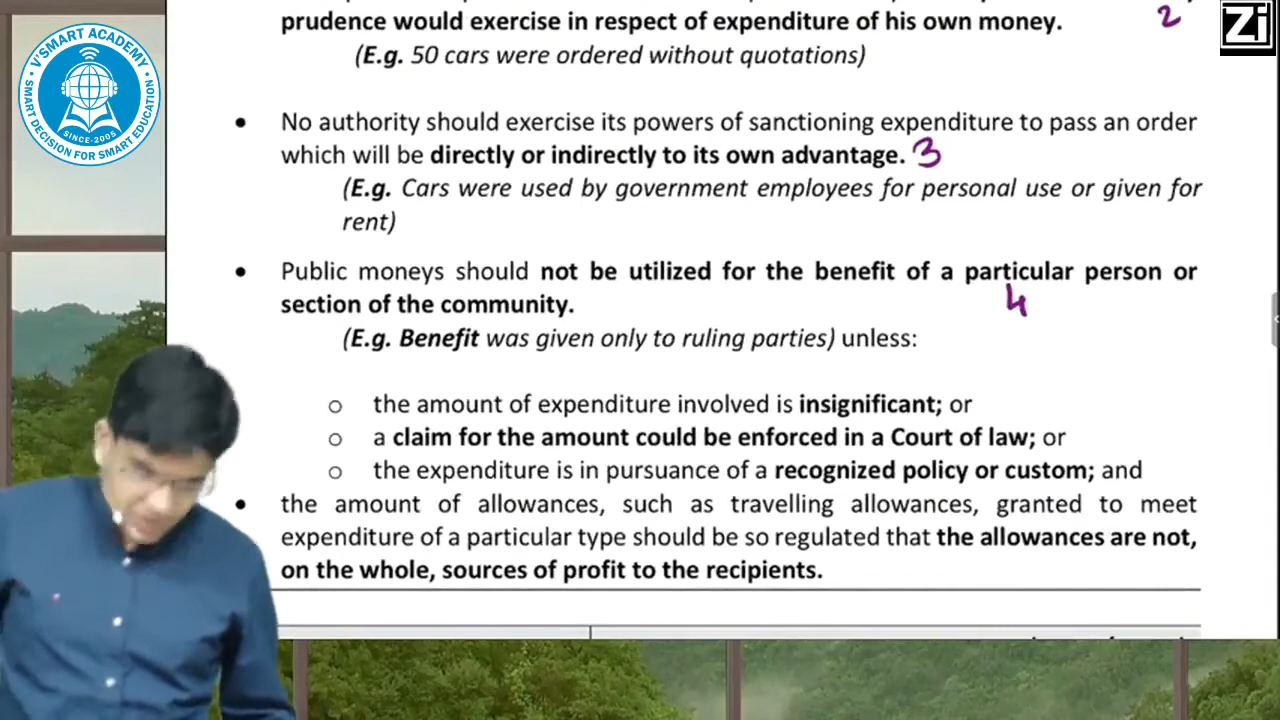 prudence would exercise in respect of expenditure of his own money.
2
(E.g. 50 cars were ordered without quotations)
Zi
V'SMART ACADEMY
SINCE-2005
SMART DECISION FOR SMART EDUCATION
• No authority should exercise its powers of sanctioning expenditure to pass an order
which will be directly or indirectly to its own advantage. 3
(E.g. Cars were used by government employees for personal use or given for
rent)
• Public moneys should not be utilized for the benefit of a particular person or
section of the community.
4
(E.g. Benefit was given only to ruling parties) unless:
o the amount of expenditure involved is insignificant; or
o a claim for the amount could be enforced in a Court of law; or
o the expenditure is in pursuance of a recognized policy or custom; and
• the amount of allowances, such as travelling allowances, granted to meet
expenditure of a particular type should be so regulated that the allowances are not,
on the whole, sources of profit to the recipients.